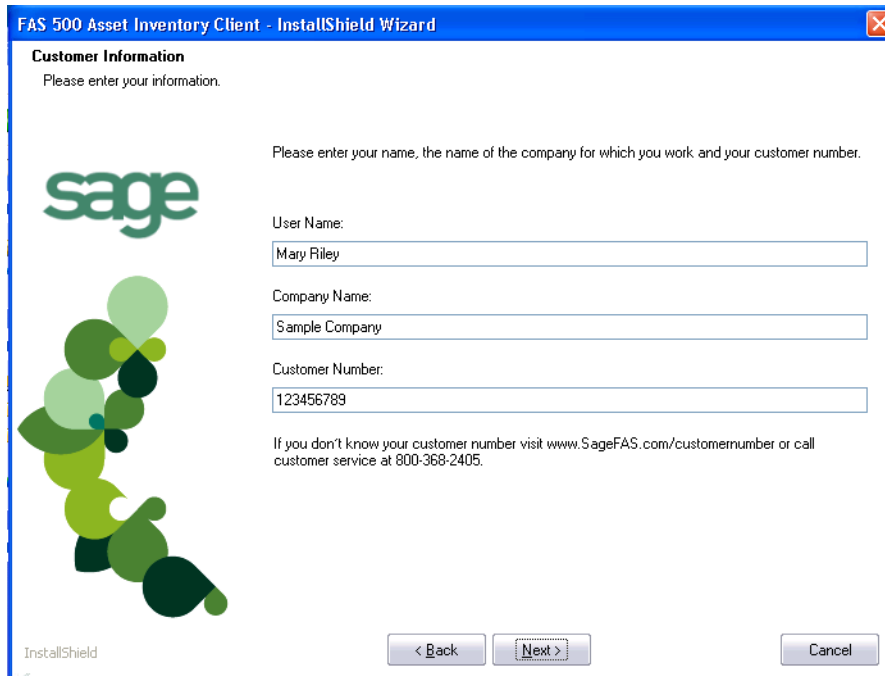 FAS 500 Asset Inventory Client - InstallShield Wizard
Customer Information
Please enter your information.
Please enter your name, the name of the company for which you work and your customer number.
sage
User Name:
Mary Riley
Company Name:
Sample Company
Customer Number:
123456789
If you don't know your customer number visit www.SageFAS.com/customernumber or call
customer service at 800-368-2405.
InstallShield
< Back
Next >
Cancel